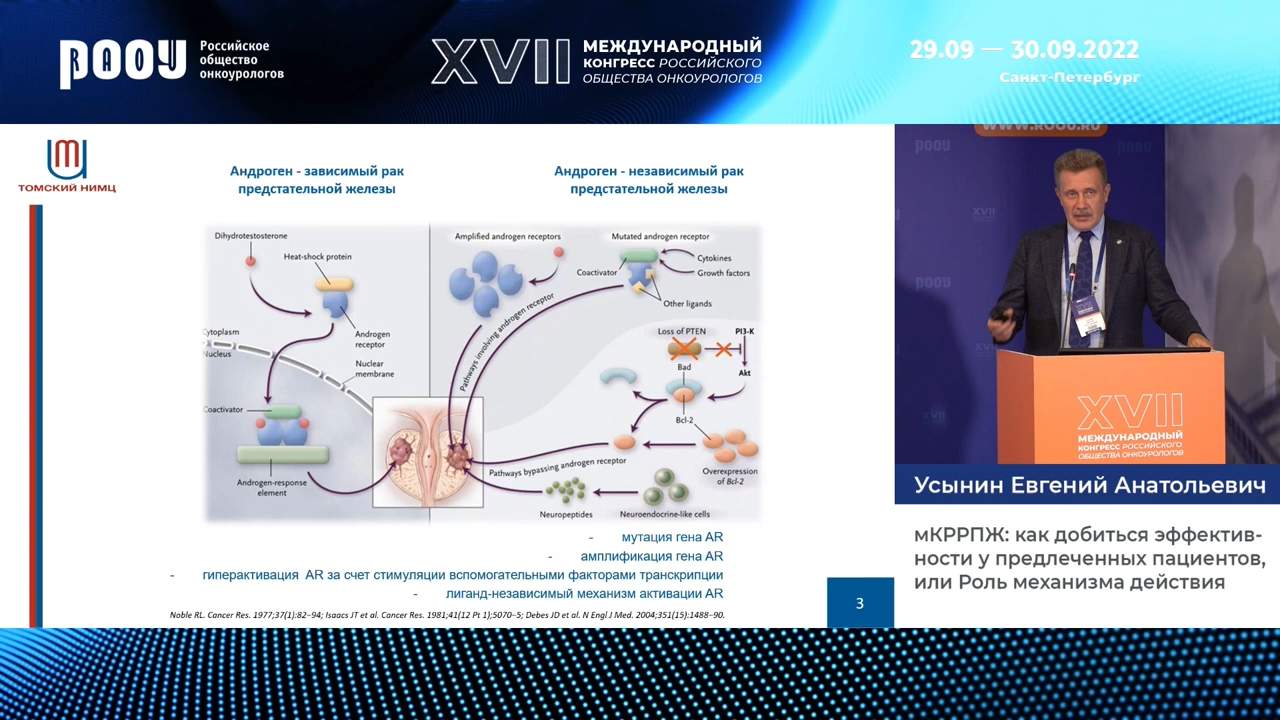 РООУ
RAOU
Российское
общество
онкоурологов
XVII
МЕЖДУНАРОДНЫЙ
КОНГРЕСС РОССИЙСКОГО
ОБЩЕСТВА ОНКОУРОЛОГОВ
29.09 — 30.09.2022
Санкт-Петербург
ТОМСКИЙ НИМЦ
Андроген - зависимый рак
предстательной железы
Андроген - независимый рак
предстательной железы
Dihydrotestosterone
Heat-shock protein
Androgen
receptor
Cytoplasm
Nucleus
Nuclear
membrane
Coactivator
Androgen-response
element
Amplified androgen receptors
Mutated androgen receptor
Coactivator
Cytokines
Growth factors
Other ligands
Pathways involving androgen receptor
Loss of PTEN
PI3-K
Akt
Bad
Bcl-2
Overexpression
of Bcl-2
Pathways bypassing androgen receptor
Neuropeptides
Neuroendocrine-like cells
- мутация гена AR
- амплификация гена AR
- гиперактивация AR за счет стимуляции вспомогательными факторами транскрипции
- лиганд-независимый механизм активации AR
Noble RL. Cancer Res. 1977;37(1):82–94; Isaacs JT et al. Cancer Res. 1981;41(12 Pt 1);5070–5; Debes JD et al. N Engl J Med. 2004;351(15):1488–90.
3
WWW.ROOU.RU
РООУ
РООУ
XVII
РООУ
XVII
XVII
МЕЖДУНАРОДНЫЙ
КОНГРЕСС РОССИЙСКОГО
ОБЩЕСТВА ОНКОУРОЛОГОВ
Усынин Евгений Анатольевич
мКРРПЖ: как добиться эффектив-
ности у предлеченных пациентов,
или Роль механизма действия